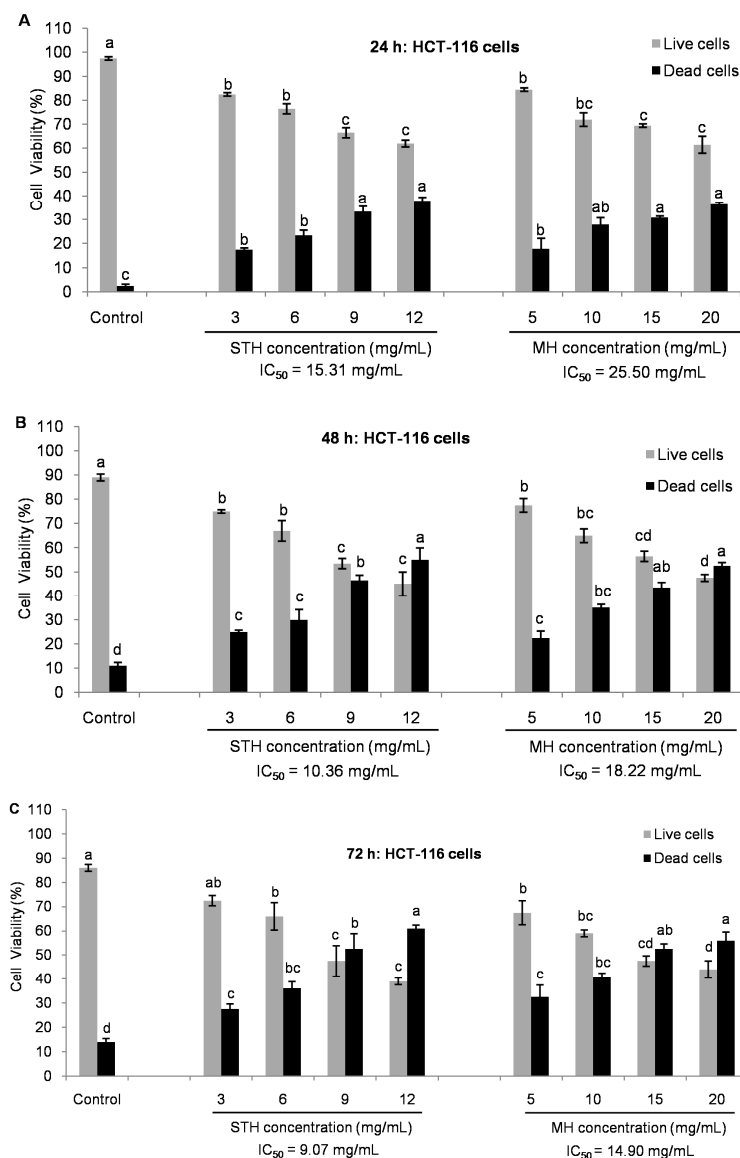 A
24 h: HCT-116 cells
Live cells
Dead cells
Cell Viability (%)
110
100
90
80
70
60
50
40
30
20
10
0
a
c
b
b
b
b
c
a
c
a
b
b
bc
ab
c
a
c
a
Control
3 6 9 12
5 10 15 20
STH concentration (mg/mL)
MH concentration (mg/mL)
IC50 = 15.31 mg/mL
IC50 = 25.50 mg/mL
B
48 h: HCT-116 cells
Live cells
Dead cells
Cell Viability (%)
110
100
90
80
70
60
50
40
30
20
10
0
a
d
b
c
b
c
c
b
c
a
b
c
bc
bc
cd
ab
d
a
Control
3 6 9 12
5 10 15 20
STH concentration (mg/mL)
MH concentration (mg/mL)
IC50 = 10.36 mg/mL
IC50 = 18.22 mg/mL
C
72 h: HCT-116 cells
Live cells
Dead cells
Cell Viability (%)
110
100
90
80
70
60
50
40
30
20
10
0
a
d
ab
c
b
bc
c
b
c
a
b
c
bc
bc
cd
ab
d
a
Control
3 6 9 12
5 10 15 20
STH concentration (mg/mL)
MH concentration (mg/mL)
IC50 = 9.07 mg/mL
IC50 = 14.90 mg/mL